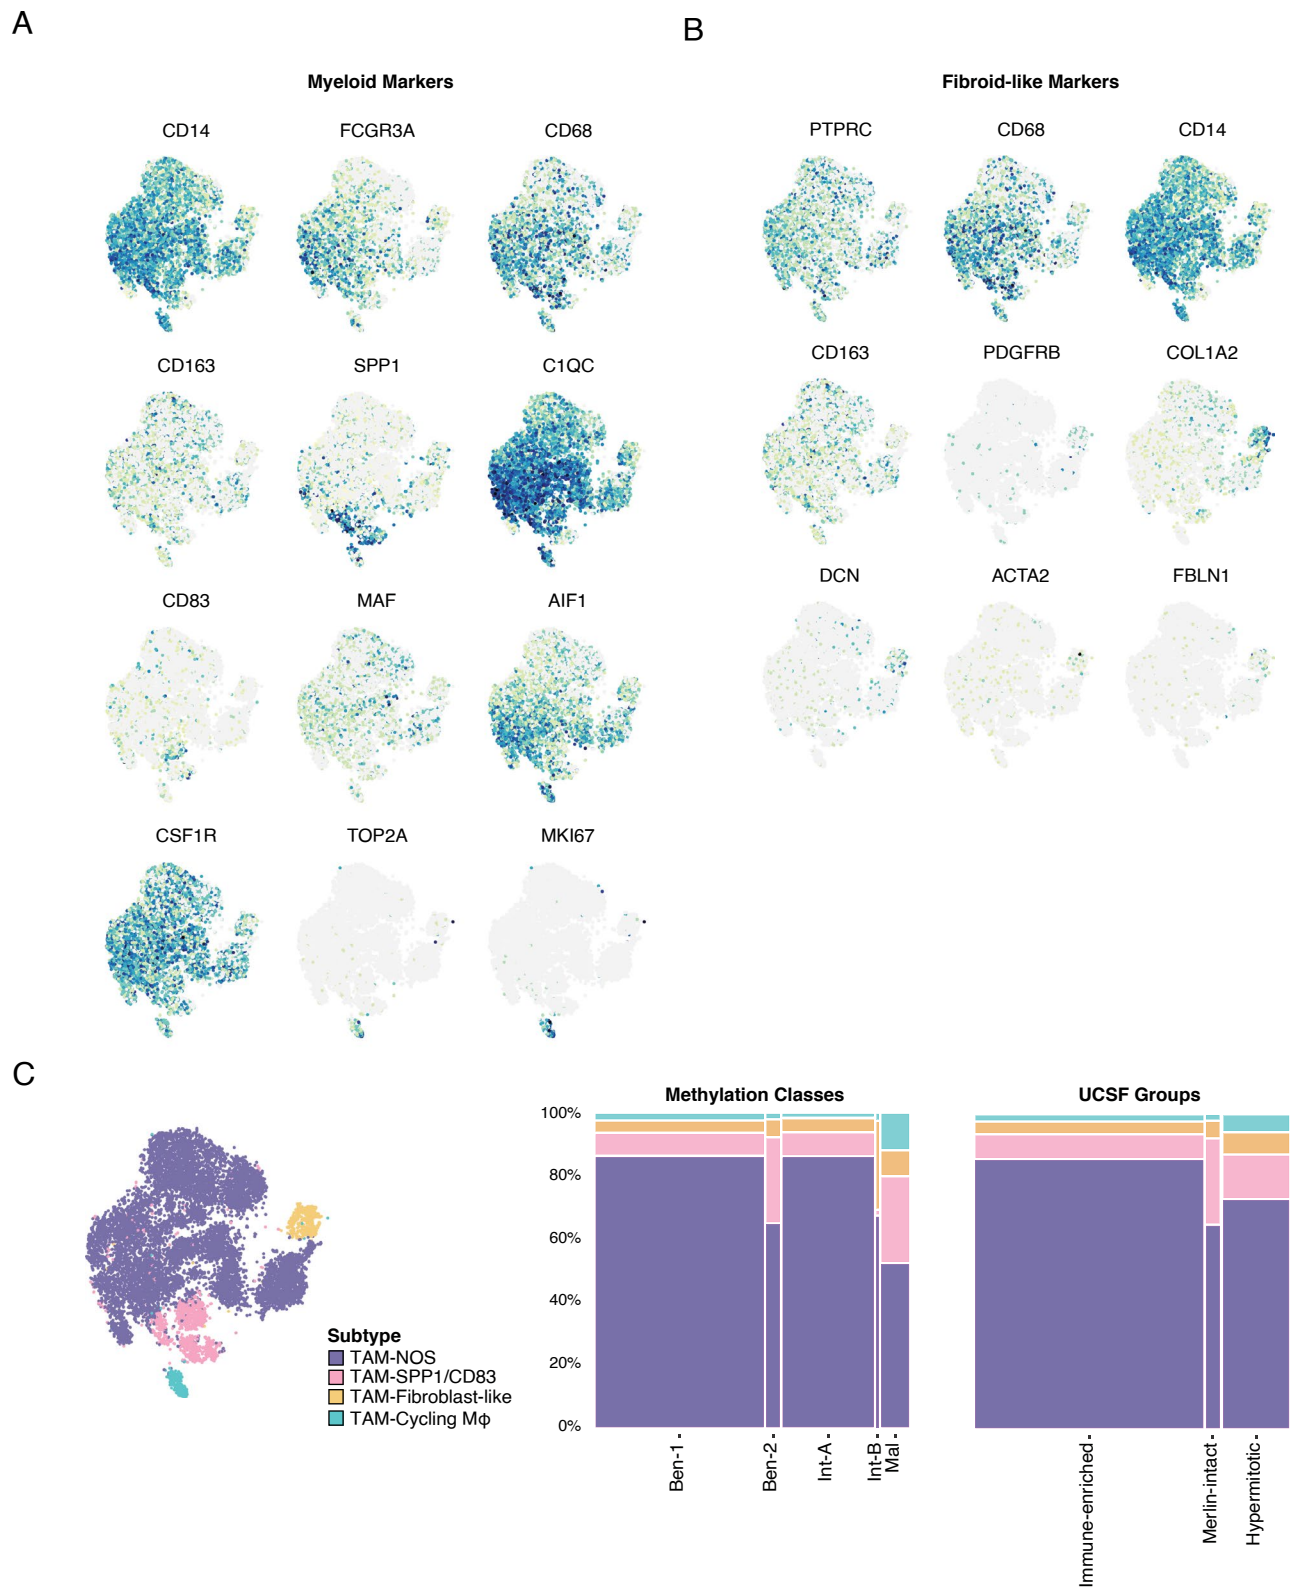 A
B
Myeloid Markers
Fibroid-like Markers
CD14
FCGR3A
CD68
PTPRC
CD68
CD14
CD163
SPP1
C1QC
CD163
PDGFRB
COL1A2
CD83
MAF
AIF1
DCN
ACTA2
FBLN1
CSF1R
TOP2A
MKI67
C
Subtype
TAM-NOS
TAM-SPP1/CD83
TAM-Fibroblast-like
TAM-Cycling Mϕ
Methylation Classes
100%
80%
60%
40%
20%
0%
Ben-1
Ben-2
Int-A
Int-B
Mal
UCSF Groups
Immune-enriched
Merlin-intact
Hypermitotic